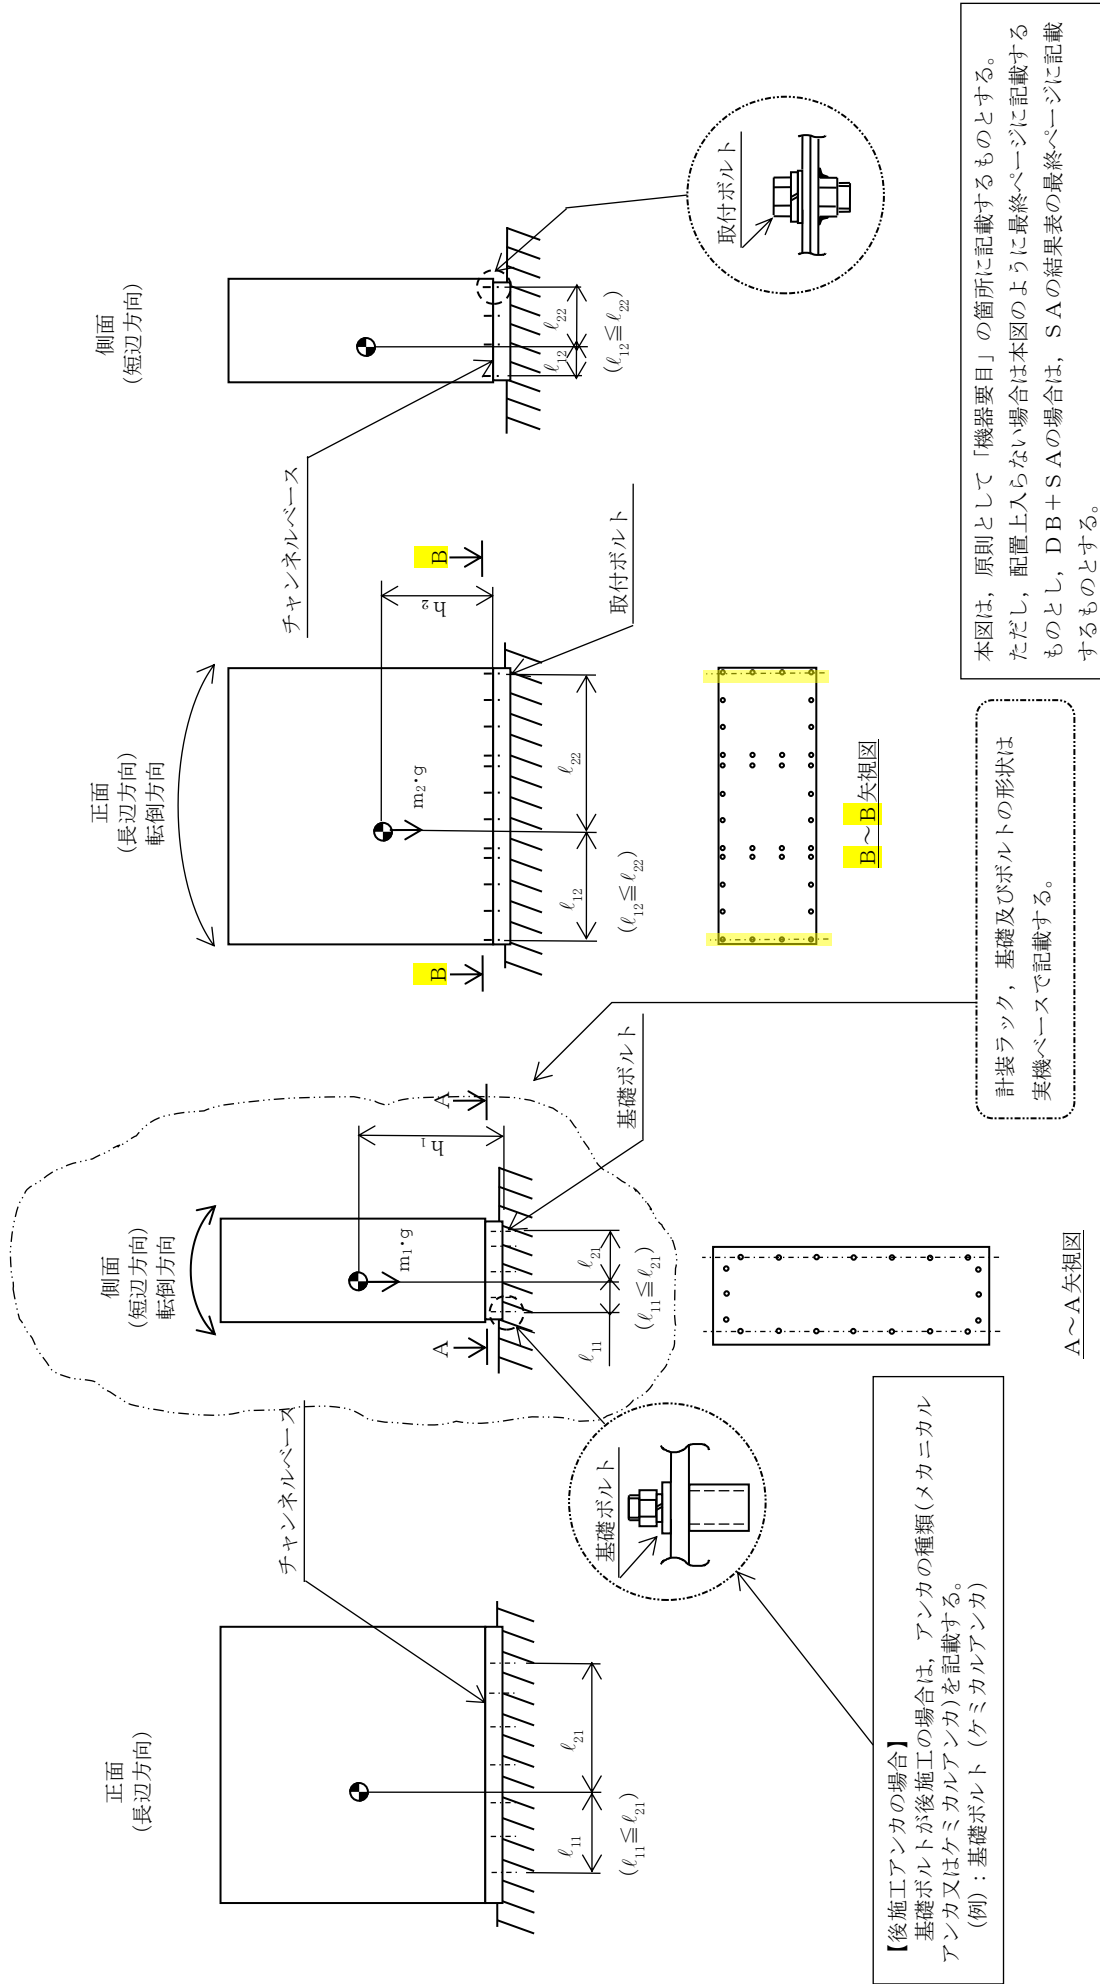 正面
(長辺方向)
チャンネルベース
ℓ₁₁
ℓ₂₁
(ℓ₁₁≦ℓ₂₁)
【後施工アンカの場合】
基礎ボルトが後施工の場合は，アンカの種類(メカニカル
アンカ又はケミカルアンカ)を記載する。
(例)：基礎ボルト（ケミカルアンカ）
基礎ボルト
側面
(短辺方向)
転倒方向
m₁・g
h₁
A
A
ℓ₁₁
ℓ₂₁
(ℓ₁₁≦ℓ₂₁)
基礎ボルト
A～A矢視図
計装ラック，基礎及びボルトの形状は
実機ベースで記載する。
正面
(長辺方向)
転倒方向
m₂・g
h₂
B
B
ℓ₁₂
ℓ₂₂
(ℓ₁₂≦ℓ₂₂)
取付ボルト
B～B矢視図
側面
(短辺方向)
チャンネルベース
ℓ₁₂
ℓ₂₂
(ℓ₁₂≦ℓ₂₂)
取付ボルト
本図は，原則として「機器要目」の箇所に記載するものとする。
ただし，配置上入らない場合は本図のように最終ページに記載する
ものとし，ＤＢ＋ＳＡの場合は，ＳＡの結果表の最終ページに記載
するものとする。